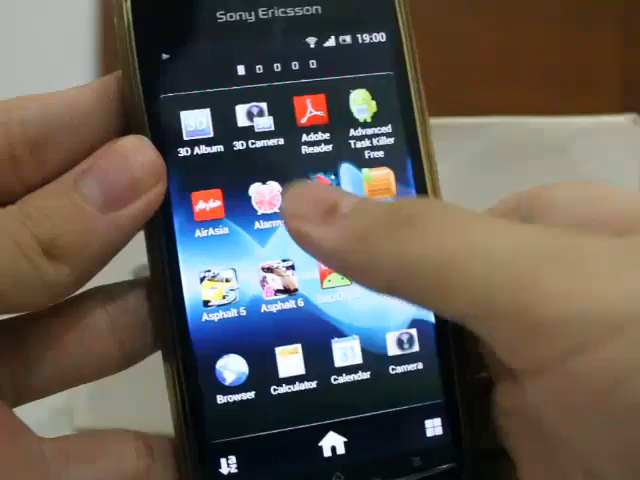 Sony Ericsson
19:00
3D Album
3D Camera
Adobe
Reader
Advanced
Task Killer
Free
AirAsia
Alarm
Asphalt 5
Asphalt 6
Browser
Calculator
Calendar
Camera